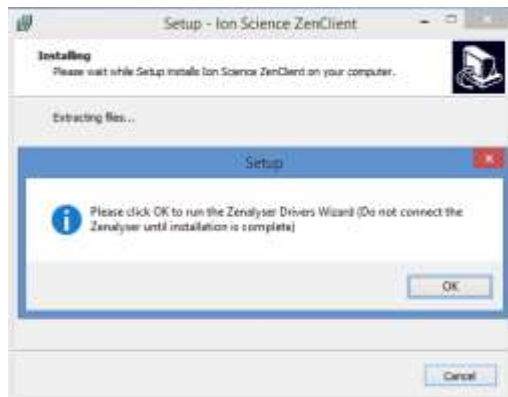 Setup - Ion Science ZenClient
Installing
Please wait while Setup installs Ion Science ZenClient on your computer.
Extracting files...
Setup
Please click OK to run the Zenalyser Drivers Wizard (Do not connect the
Zenalyser until installation is complete)
OK
Cancel